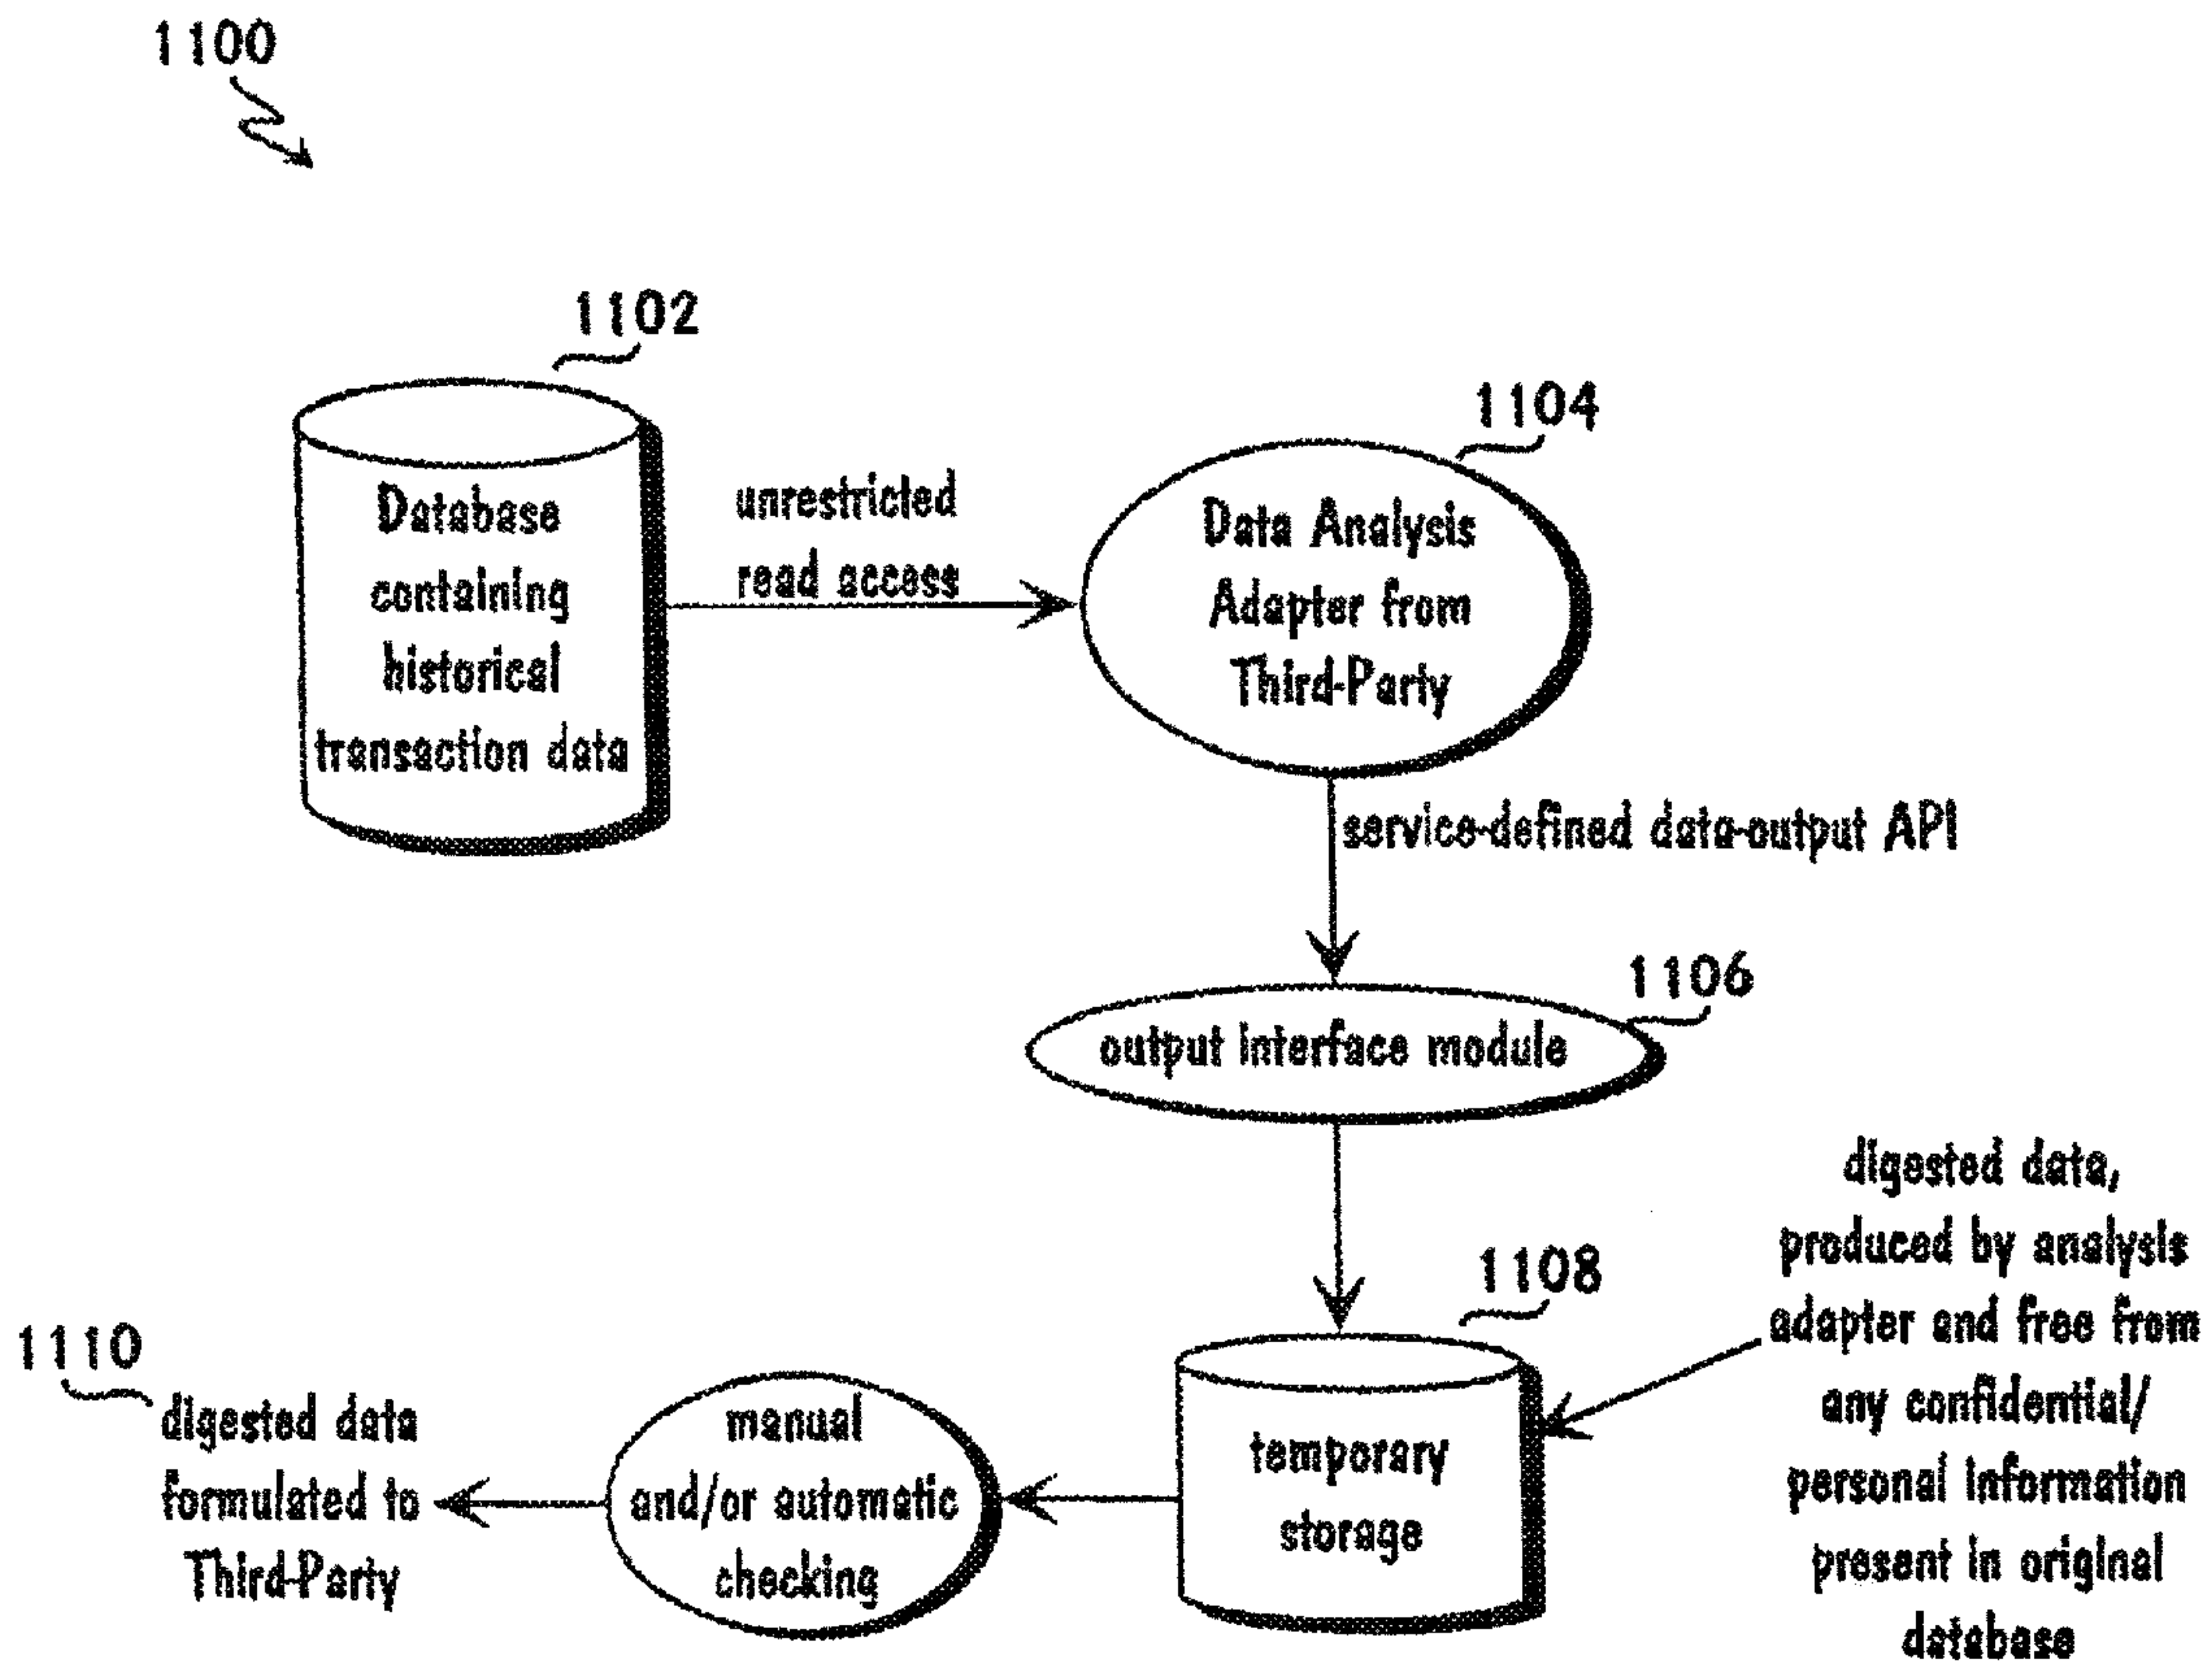 1100
1102
Database
containing
historical
transaction data
unrestricted
read access
1104
Data Analysis
Adapter from
Third-Party
service-defined data-output API
1106
output interface module
1108
temporary
storage
digested data,
produced by analysis
adapter and free from
any confidential/
personal information
present in original
database
manual
and/or automatic
checking
1110
digested data
formulated to
Third-Party